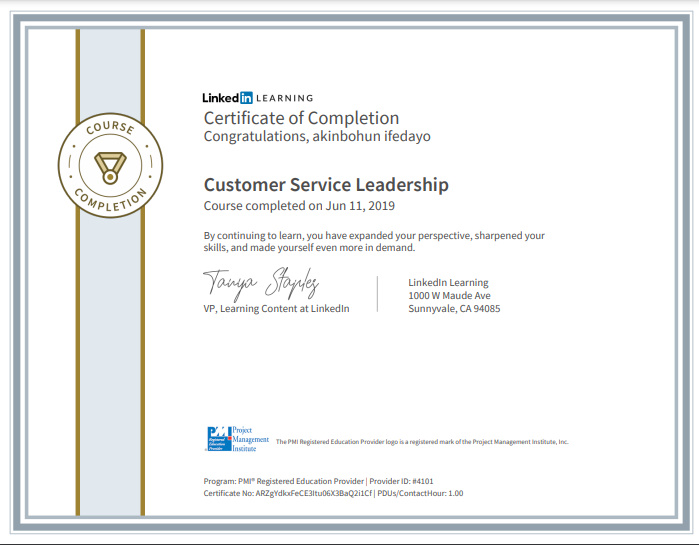 COURSE
COMPLETION
Linked in LEARNING
Certificate of Completion
Congratulations, akinbohun ifedayo
Customer Service Leadership
Course completed on Jun 11, 2019
By continuing to learn, you have expanded your perspective, sharpened your
skills, and made yourself even more in demand.
Tanya Staples
VP, Learning Content at LinkedIn
LinkedIn Learning
1000 W Maude Ave
Sunnyvale, CA 94085
PMI
Registered
Education
Provider
Project
Management
Institute
The PMI Registered Education Provider logo is a registered mark of the Project Management Institute, Inc.
Program: PMI® Registered Education Provider | Provider ID: #4101
Certificate No: ARZgYdkxFeCE3Itu06X3BaQ2i1Cf | PDUs/ContactHour: 1.00